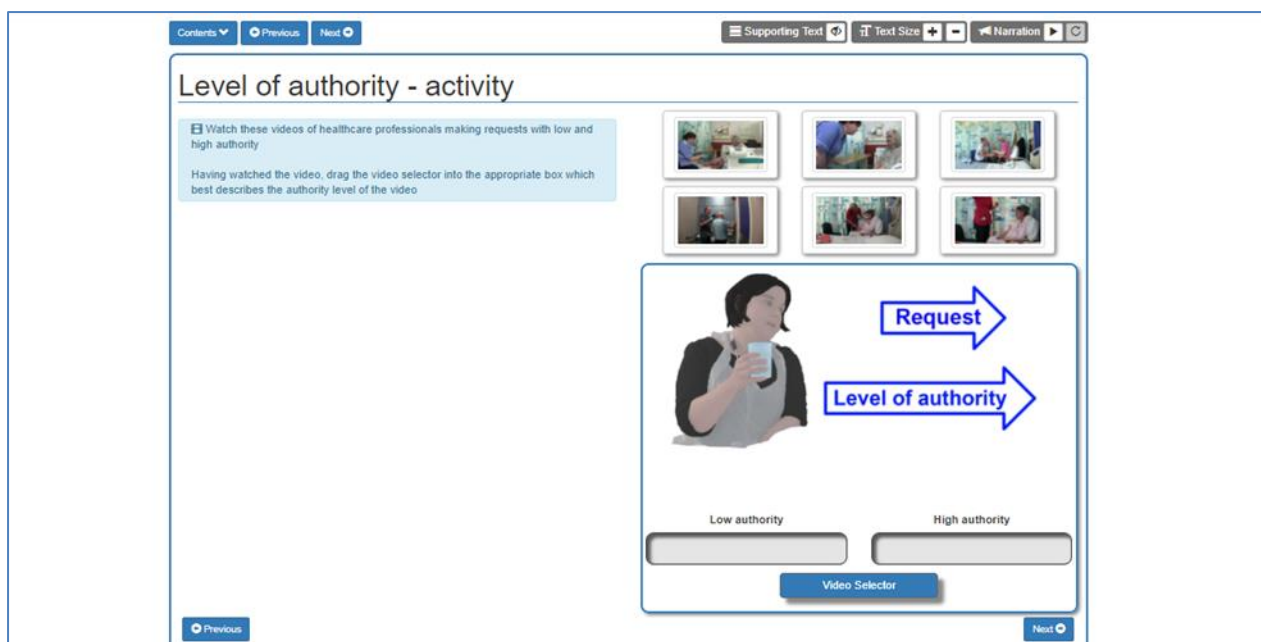 Contents Previous Next Supporting Text Text Size + - Narration
Level of authority - activity
Watch these videos of healthcare professionals making requests with low and
high authority
Having watched the video, drag the video selector into the appropriate box which
best describes the authority level of the video
Request
Level of authority
Low authority High authority
Video Selector
Previous Next